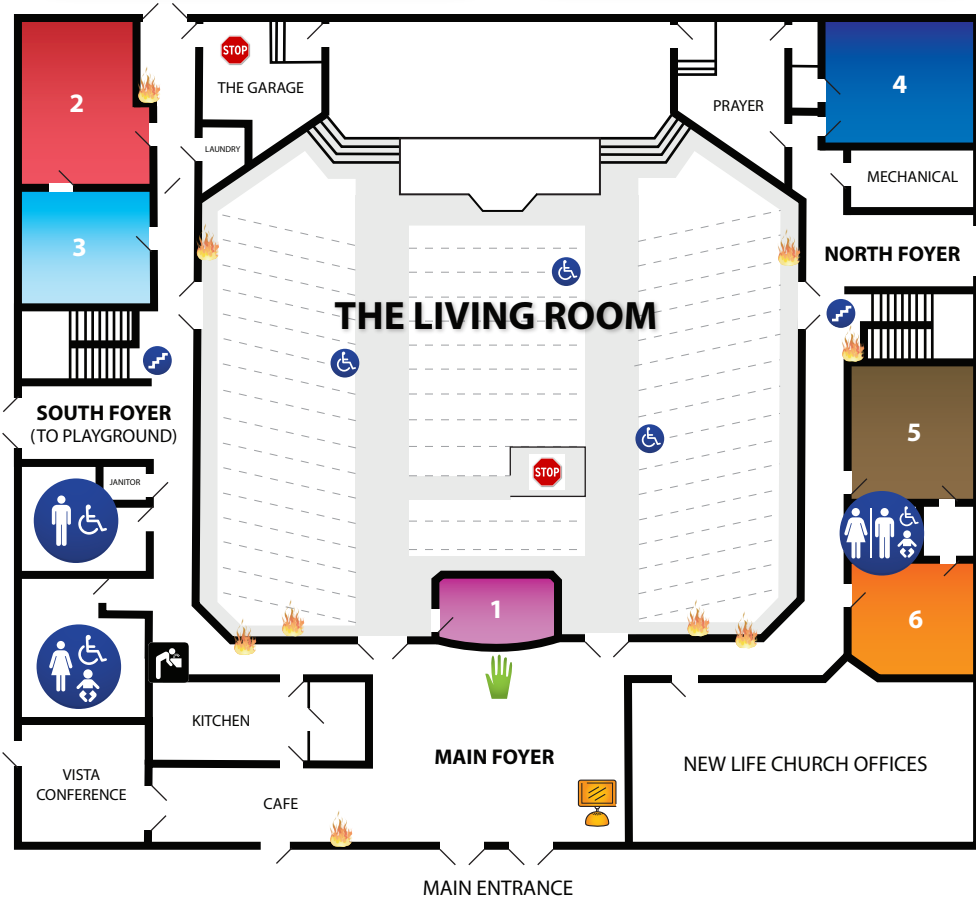 STOP
THE GARAGE
2
4
PRAYER
LAUNDRY
MECHANICAL
3
NORTH FOYER
THE LIVING ROOM
SOUTH FOYER
(TO PLAYGROUND)
5
STOP
JANITOR
1
6
KITCHEN
MAIN FOYER
NEW LIFE CHURCH OFFICES
VISTA
CONFERENCE
CAFE
MAIN ENTRANCE